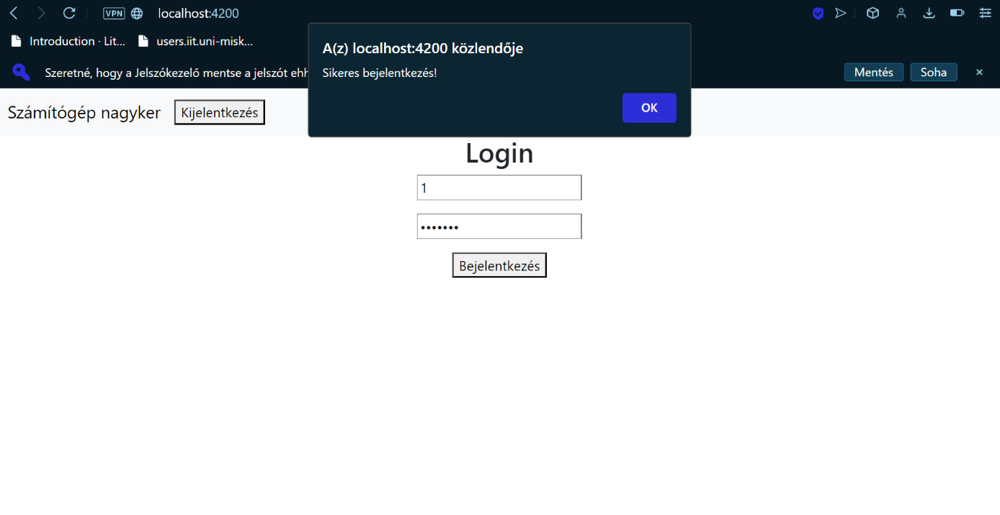 VPN localhost:4200
Introduction · Lit... users.iit.uni-misk...
A(z) localhost:4200 közlendője
Sikeres bejelentkezés!
OK
Szeretné, hogy a Jelszókezelő mentse a jelszót ehh
Mentés Soha
Számítógép nagyker Kijelentkezés
Login
1
Bejelentkezés